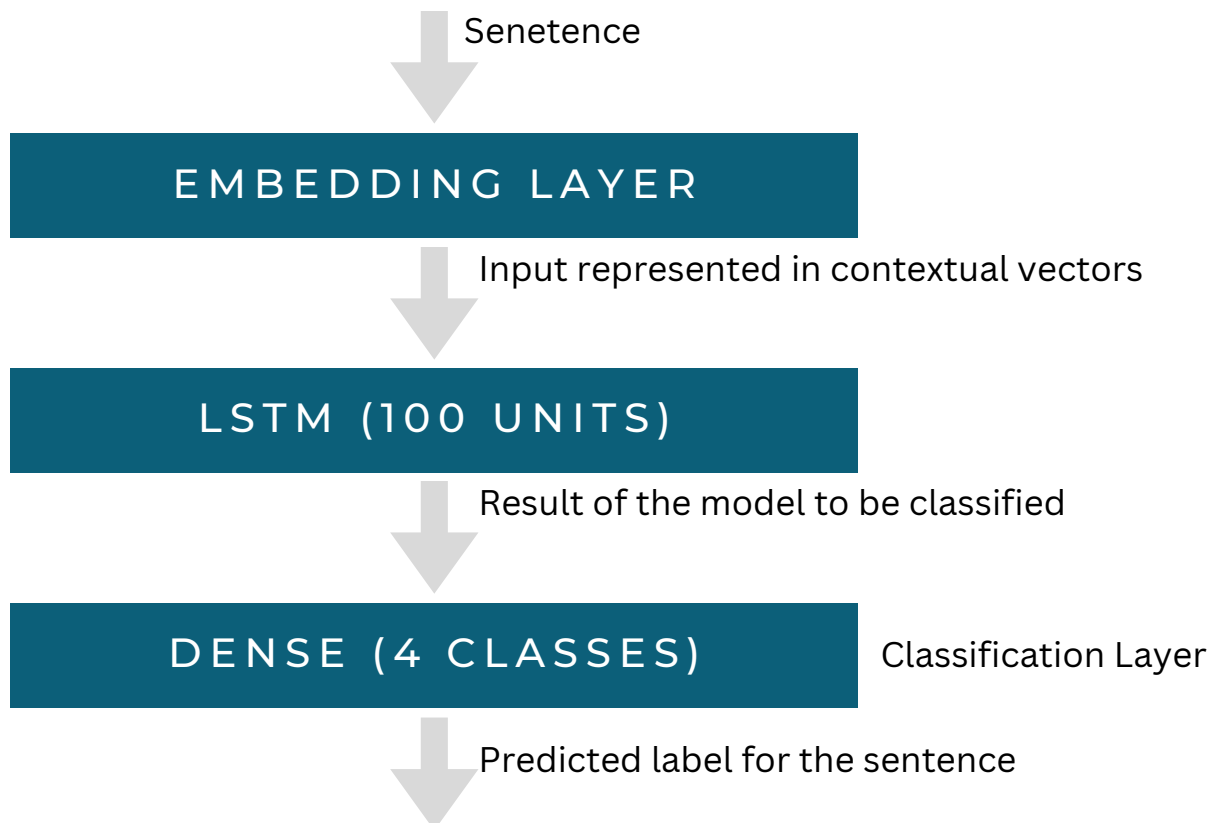 Senetence
EMBEDDING LAYER
Input represented in contextual vectors
LSTM (100 UNITS)
Result of the model to be classified
DENSE (4 CLASSES)
Classification Layer
Predicted label for the sentence